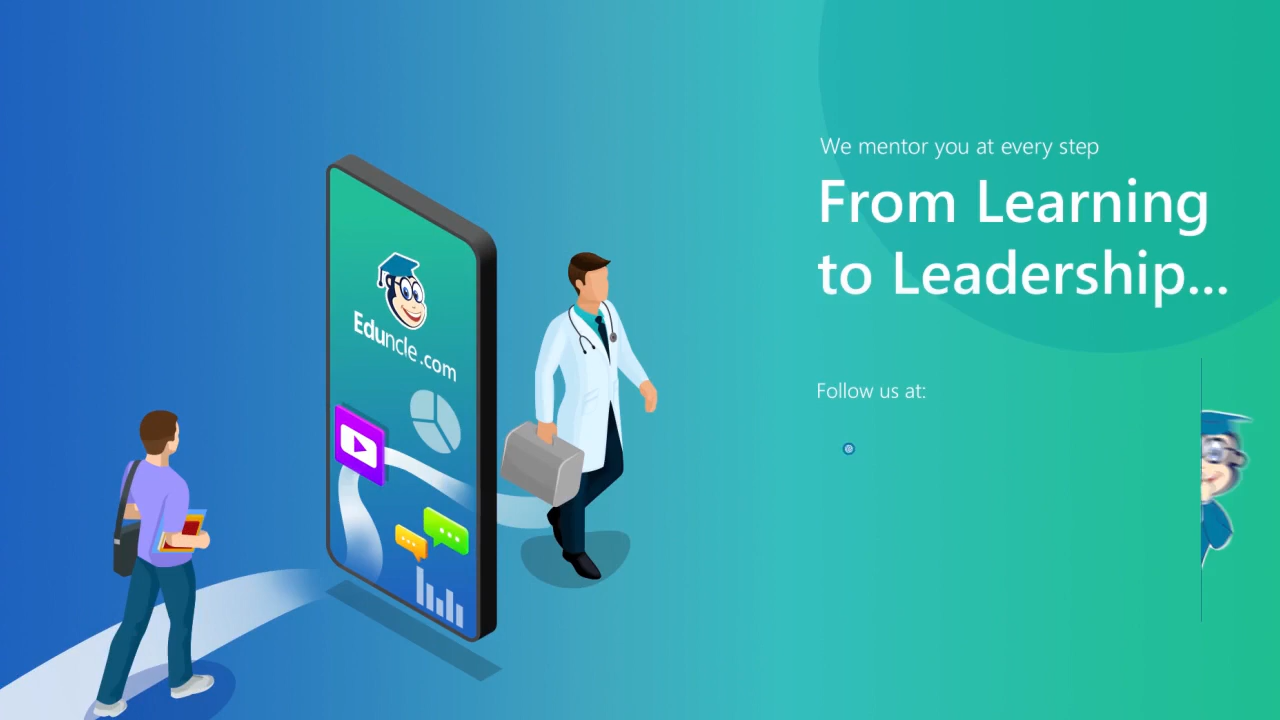 We mentor you at every step
From Learning
to Leadership...
Eduncle.com
Follow us at: